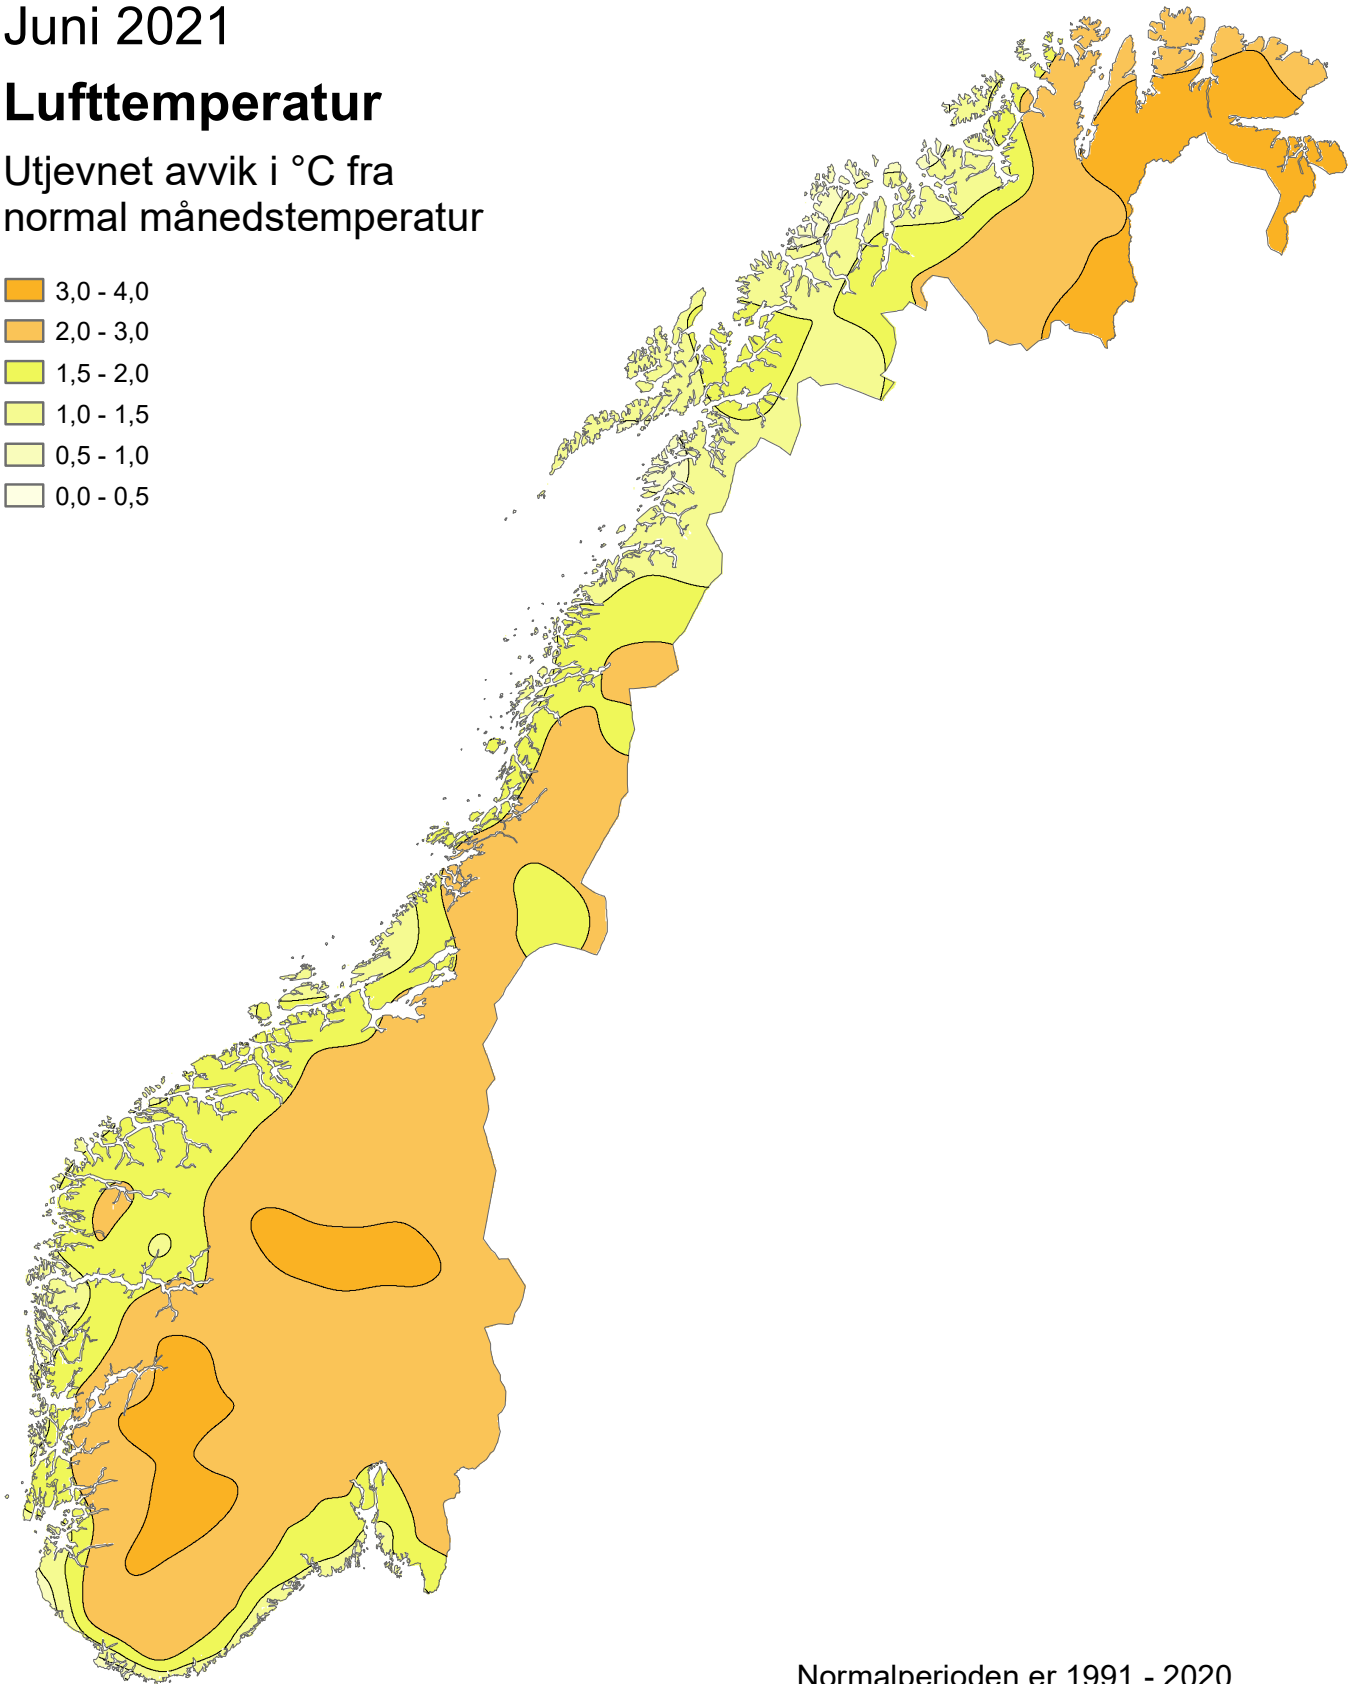 Juni 2021
Lufttemperatur
Utjevnet avvik i °C fra
normal månedstemperatur
3,0 - 4,0
2,0 - 3,0
1,5 - 2,0
1,0 - 1,5
0,5 - 1,0
0,0 - 0,5
Normalperioden er 1991 - 2020